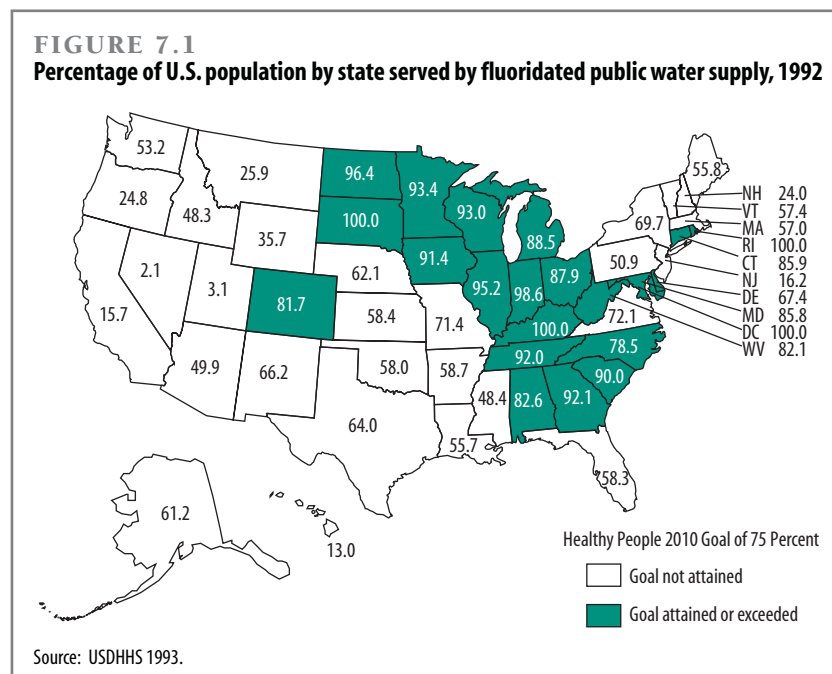 FIGURE 7.1
Percentage of U.S. population by state served by fluoridated public water supply, 1992
53.2
25.9
96.4
93.4
55.8
24.8
48.3
100.0
93.0
69.7
NH 24.0
VT 57.4
MA 57.0
RI 100.0
CT 85.9
NJ 16.2
DE 67.4
MD 85.8
DC 100.0
WV 82.1
35.7
88.5
91.4
50.9
2.1
3.1
62.1
87.9
95.2
98.6
15.7
81.7
58.4
71.4
72.1
100.0
49.9
66.2
58.0
58.7
92.0
78.5
90.0
48.4
82.6
92.1
64.0
55.7
58.3
61.2
13.0
Healthy People 2010 Goal of 75 Percent
Goal not attained
Goal attained or exceeded
Source: USDHHS 1993.